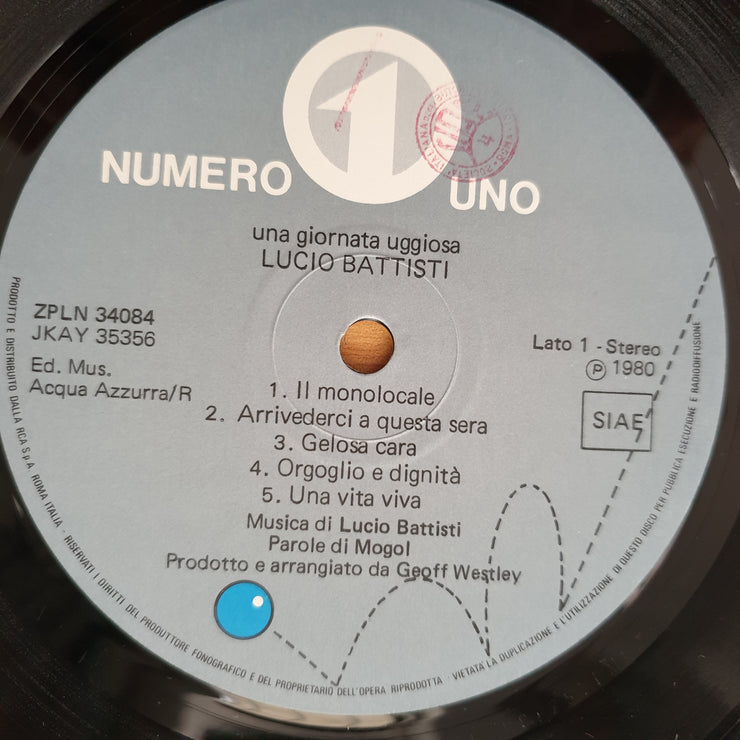 NUMERO 1 UNO
una giornata uggiosa
LUCIO BATTISTI
ZPLN 34084
JKAY 35356
Ed. Mus.
Acqua Azzurra/R
Lato 1 - Stereo
Ⓟ 1980
SIAE
1. Il monolocale
2. Arrivederci a questa sera
3. Gelosa cara
4. Orgoglio e dignità
5. Una vita viva
Musica di Lucio Battisti
Parole di Mogol
Prodotto e arrangiato da Geoff Westley
PRODOTTO E DISTRIBUITO DALLA RCA S.p.A. ROMA ITALIA - RISERVATI I DIRITTI DEL PRODUTTORE FONOGRAFICO E DEL PROPRIETARIO DELL'OPERA RIPRODOTTA - VIETATA LA DUPLICAZIONE E L'UTILIZZAZIONE DI QUESTO DISCO PER PUBBLICA ESECUZIONE E RADIODIFFUSIONE